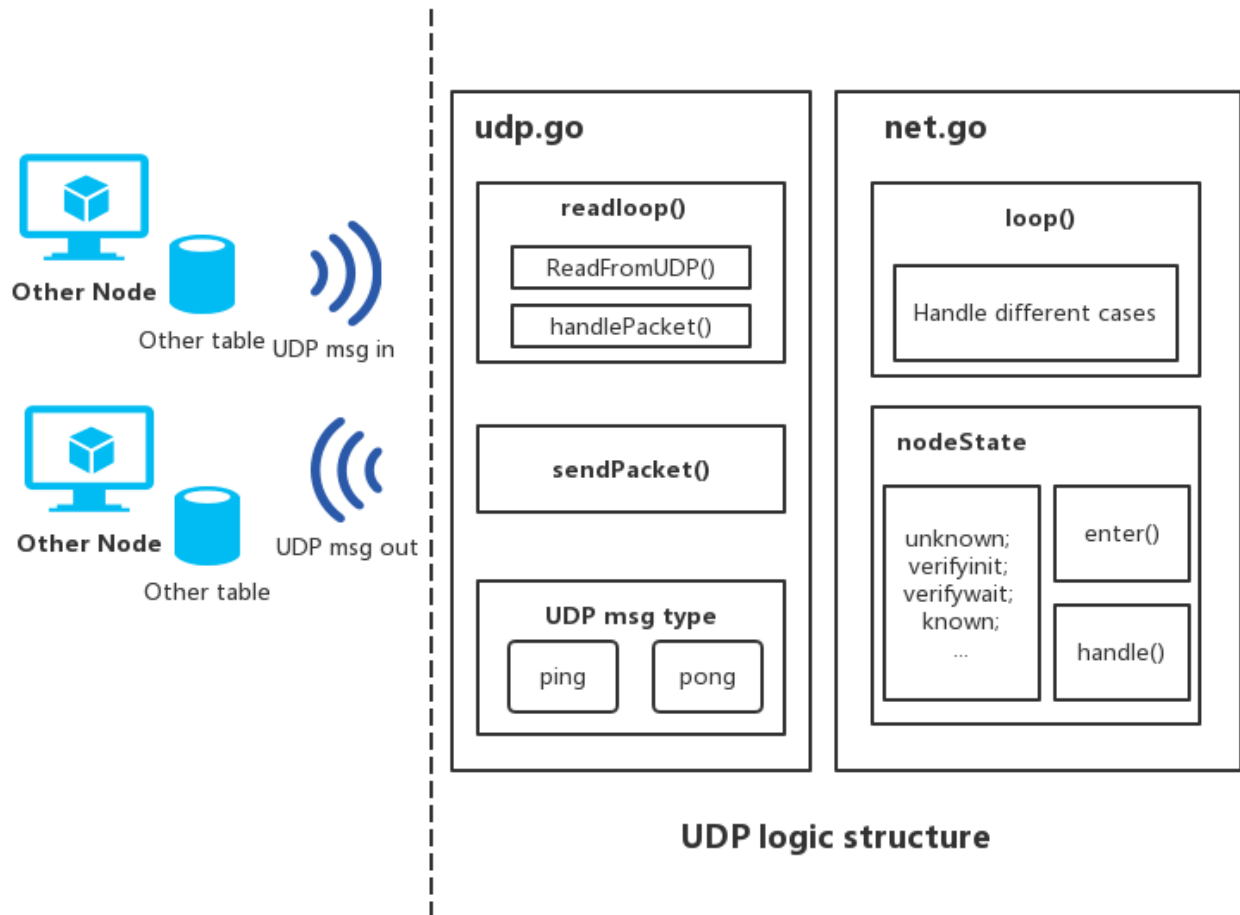 Other Node
Other table
UDP msg in
Other Node
Other table
UDP msg out
udp.go
readloop()
ReadFromUDP()
handlePacket()
sendPacket()
UDP msg type
ping
pong
net.go
loop()
Handle different cases
nodeState
unknown;
verifyinit;
verifywait;
known;
...
enter()
handle()
UDP logic structure